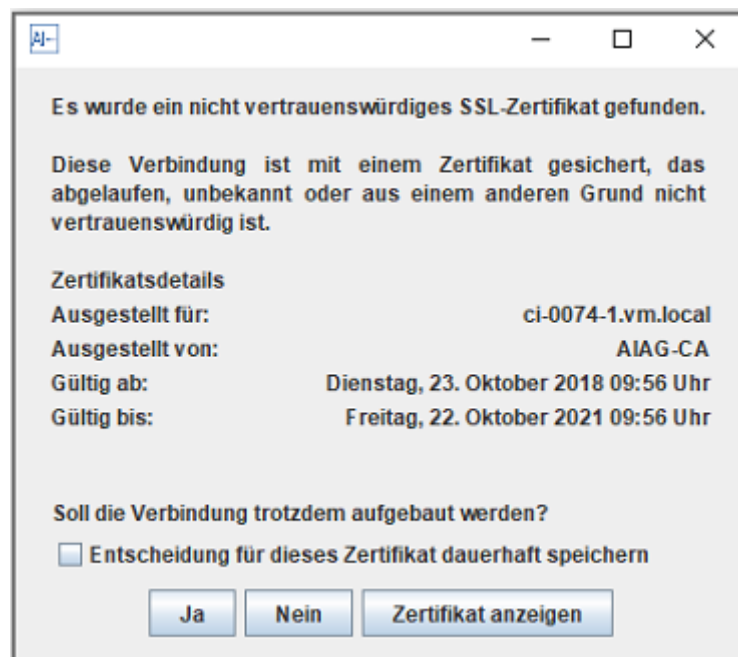 Es wurde ein nicht vertrauenswürdiges SSL-Zertifikat gefunden.
Diese Verbindung ist mit einem Zertifikat gesichert, das
abgelaufen, unbekannt oder aus einem anderen Grund nicht
vertrauenswürdig ist.
Zertifikatsdetails
Ausgestellt für: ci-0074-1.vm.local
Ausgestellt von: AIAG-CA
Gültig ab: Dienstag, 23. Oktober 2018 09:56 Uhr
Gültig bis: Freitag, 22. Oktober 2021 09:56 Uhr
Soll die Verbindung trotzdem aufgebaut werden?
Entscheidung für dieses Zertifikat dauerhaft speichern
Ja Nein Zertifikat anzeigen